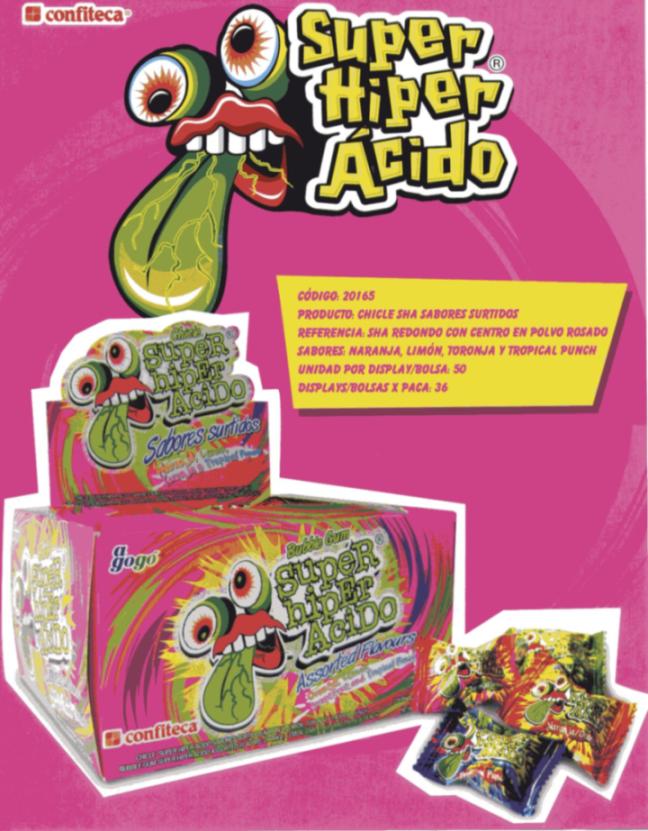 confiteca
Super
Hiper
Ácido
®
CÓDIGO: 20165
PRODUCTO: CHICLE SHA SABORES SURTIDOS
REFERENCIA: SHA REDONDO CON CENTRO EN POLVO ROSADO
SABORES: NARANJA, LIMÓN, TORONJA Y TROPICAL PUNCH
UNIDAD POR DISPLAY/BOLSA: 50
DISPLAYS/BOLSAS X PACA: 36
SupeR
hipEr
ÁciDo
Sabores surtidos
a
gogo
Bubble Gum
SupeR
hipEr
ÁciDo
Assorted Flavours
confiteca